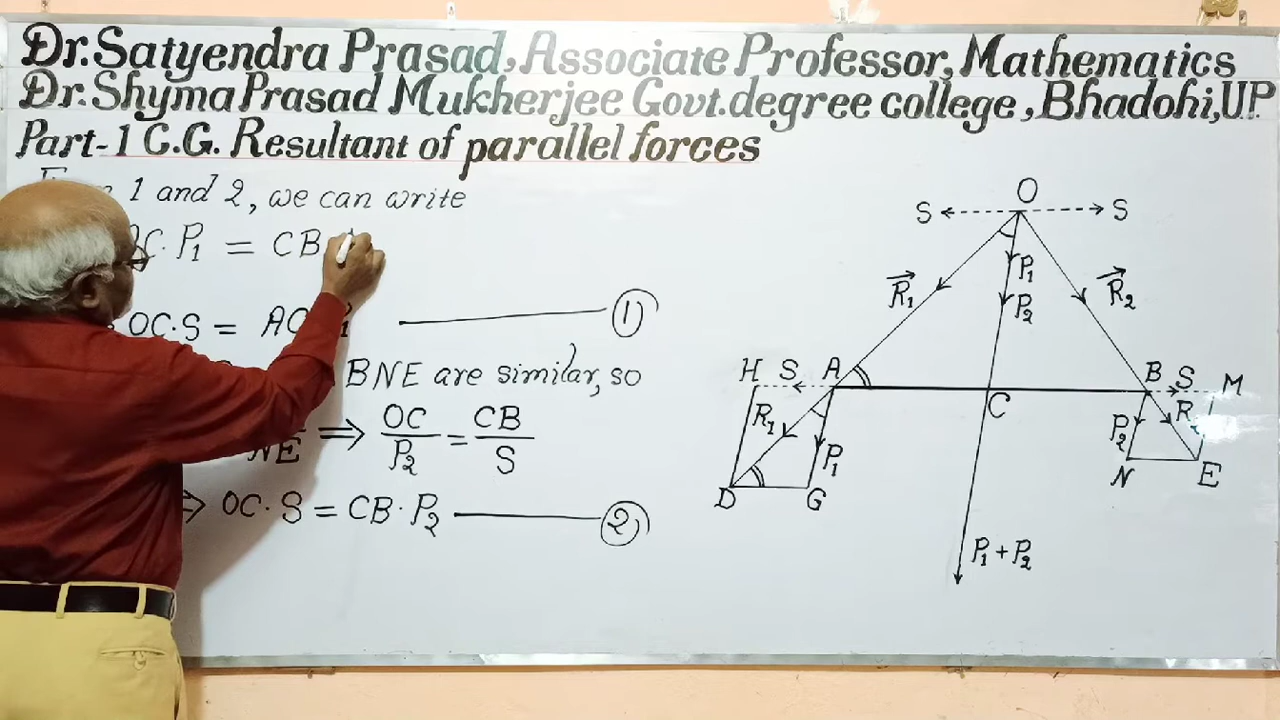 Dr. Satyendra Prasad, Associate Professor, Mathematics
Dr. Shyma Prasad Mukherjee Govt. degree college, Bhadohi, U.P.
Part-1 C.G. Resultant of parallel forces
1 and 2, we can write
C·P₁ = CB
OC·S = AC
①
BNE are similar, so
NE ⇒ OC/P₂ = CB/S
⇒ OC·S = CB·P₂ ②
O
S S
P₁
R₁ P₂ R₂
H S A B S M
C
R₁ P₂ R
P₁
D G N E
P₁ + P₂